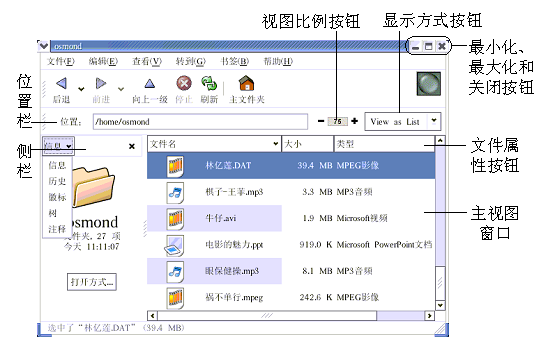 视图比例按钮 显示方式按钮
osmond
最小化、
最大化和
关闭按钮
文件(F) 编辑(E) 查看(V) 转到(G) 书签(B) 帮助(H)
后退 前进 向上一级 停止 刷新 主文件夹
位置栏
位置: /home/osmond 75 View as List
侧栏
信息
信息
历史
徽标
树
注释
osmond
文件夹, 27 项
今天 11:11:07
打开方式...
文件名 大小 类型
林亿莲.DAT 39.4 MB MPEG影像
棋子-王菲.mp3 3.3 MB MP3音频
牛仔.avi 1.9 MB Microsoft视频
电影的魅力.ppt 919.0 K Microsoft PowerPoint文档
眼保健操.mp3 8.1 MB MP3音频
祸不单行.mpeg 242.6 K MPEG影像
文件属
性按钮
主视图
窗口
选中了“林亿莲.DAT” (39.4 MB)